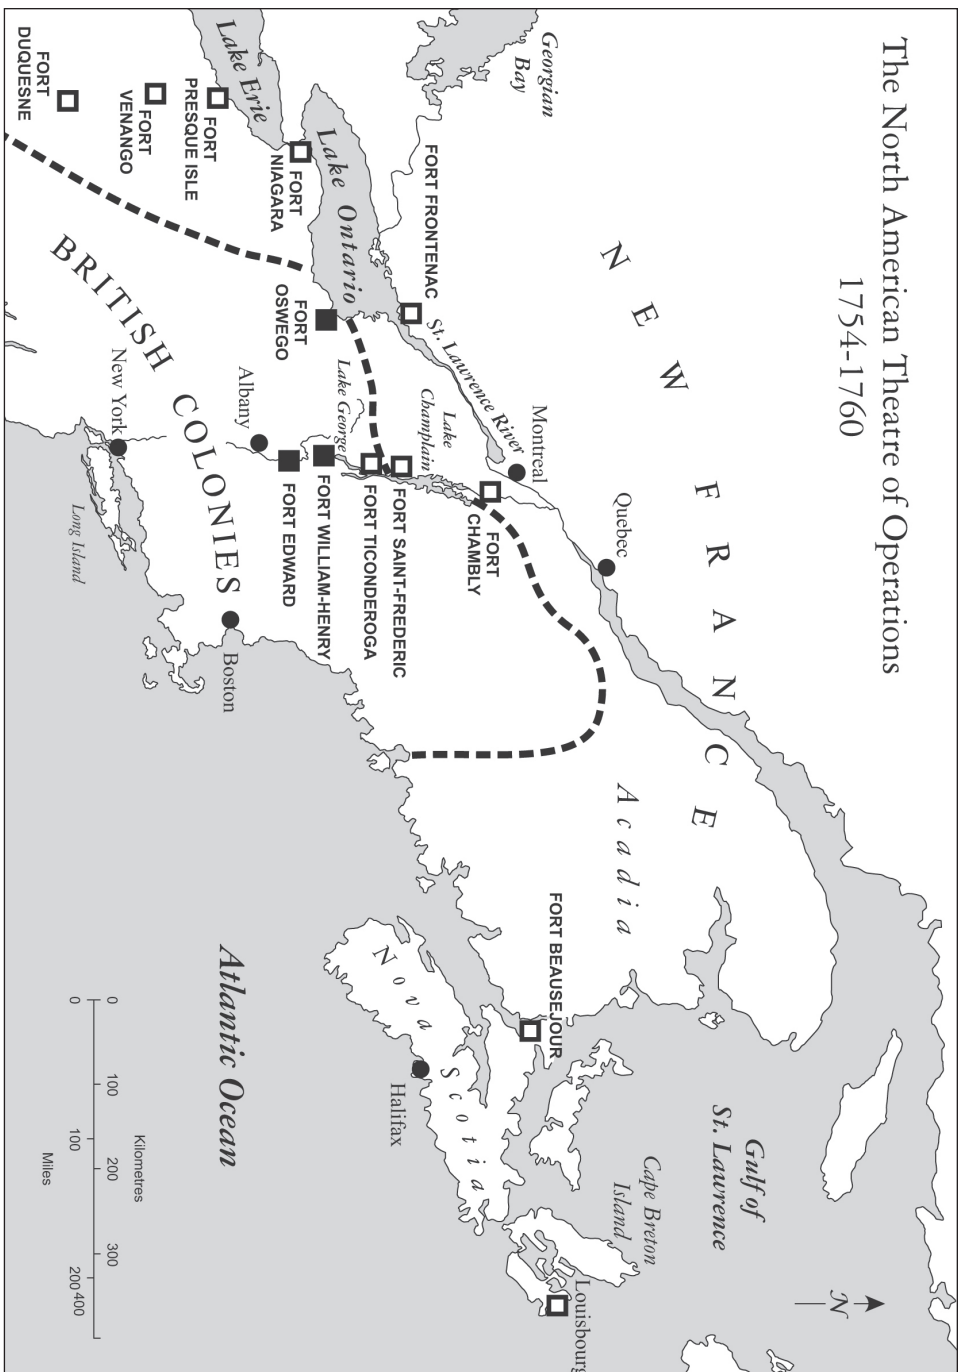 The North American Theatre of Operations
1754-1760
NEW FRANCE
Georgian
Bay
Lake Erie
Lake Ontario
FORT FRONTENAC
St. Lawrence River
Montreal
Quebec
Acadia
Gulf of
St. Lawrence
N
FORT
DUQUESNE
FORT
VENANGO
FORT
PRESQUE ISLE
FORT
NIAGARA
FORT
OSWEGO
Lake
Champlain
Lake George
FORT
CHAMBLY
FORT SAINT-FREDERIC
FORT TICONDEROGA
FORT WILLIAM-HENRY
FORT EDWARD
Albany
BRITISH COLONIES
New York
Long Island
Boston
FORT BEAUSEJOUR
Nova Scotia
Halifax
Cape Breton
Island
Louisbourg
Atlantic Ocean
Kilometres
0 100 200 300 400
0 100 200
Miles